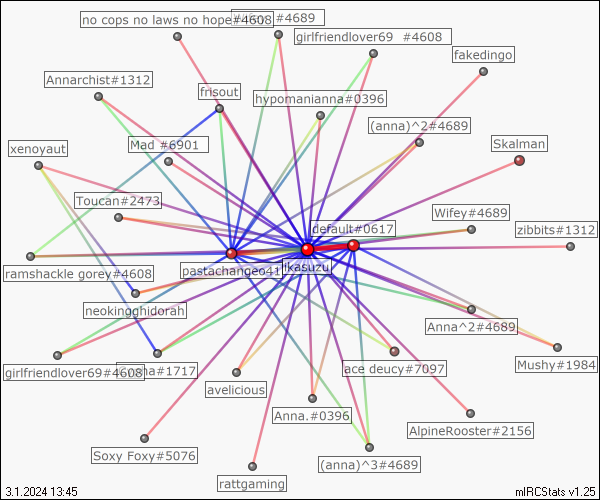 no cops no laws no hope#4608
#4689
girlfriendlover69 #4608
fakedingo
Annarchist#1312
frisout
hypomanianna#0396
(anna)^2#4689
xenoyaut
Mad #6901
Skalman
Toucan#2473
Wifey#4689
default#0617
zibbits#1312
ramshackle gorey#4608
pastachangeo41
ikasuzu
neokingghidorah
Anna^2#4689
girlfriendlover69#4608
#1717
ace deucy#7097
Mushy#1984
avelicious
Anna.#0396
AlpineRooster#2156
Soxy Foxy#5076
(anna)^3#4689
rattgaming
3.1.2024 13:45
mIRCStats v1.25